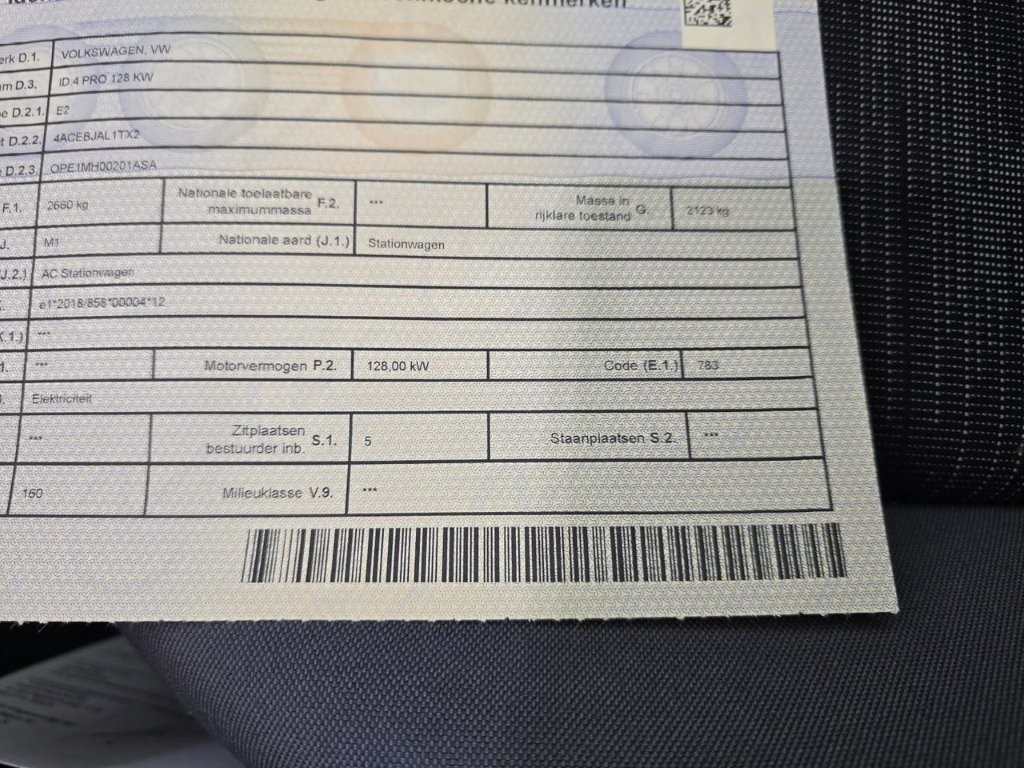 kenmerken
erk D.1. VOLKSWAGEN, VW
m D.3. ID.4 PRO 128 KW
e D.2.1. E2
t D.2.2. 4ACEBJAL1TX2
D.2.3. OPE1MH00201ASA
F.1. 2660 kg Nationale toelaatbare maximummassa F.2. *** Massa in rijklare toestand G. 2123 kg
J. M1 Nationale aard (J.1.) Stationwagen
(J.2.) AC Stationwagen
e1*2018/858*00004*12
.1.) ***
*** Motorvermogen P.2. 128,00 kW Code (E.1.) 783
Elektriciteit
*** Zitplaatsen bestuurder inb. S.1. 5 Staanplaatsen S.2. ***
160 Milieuklasse V.9. ***